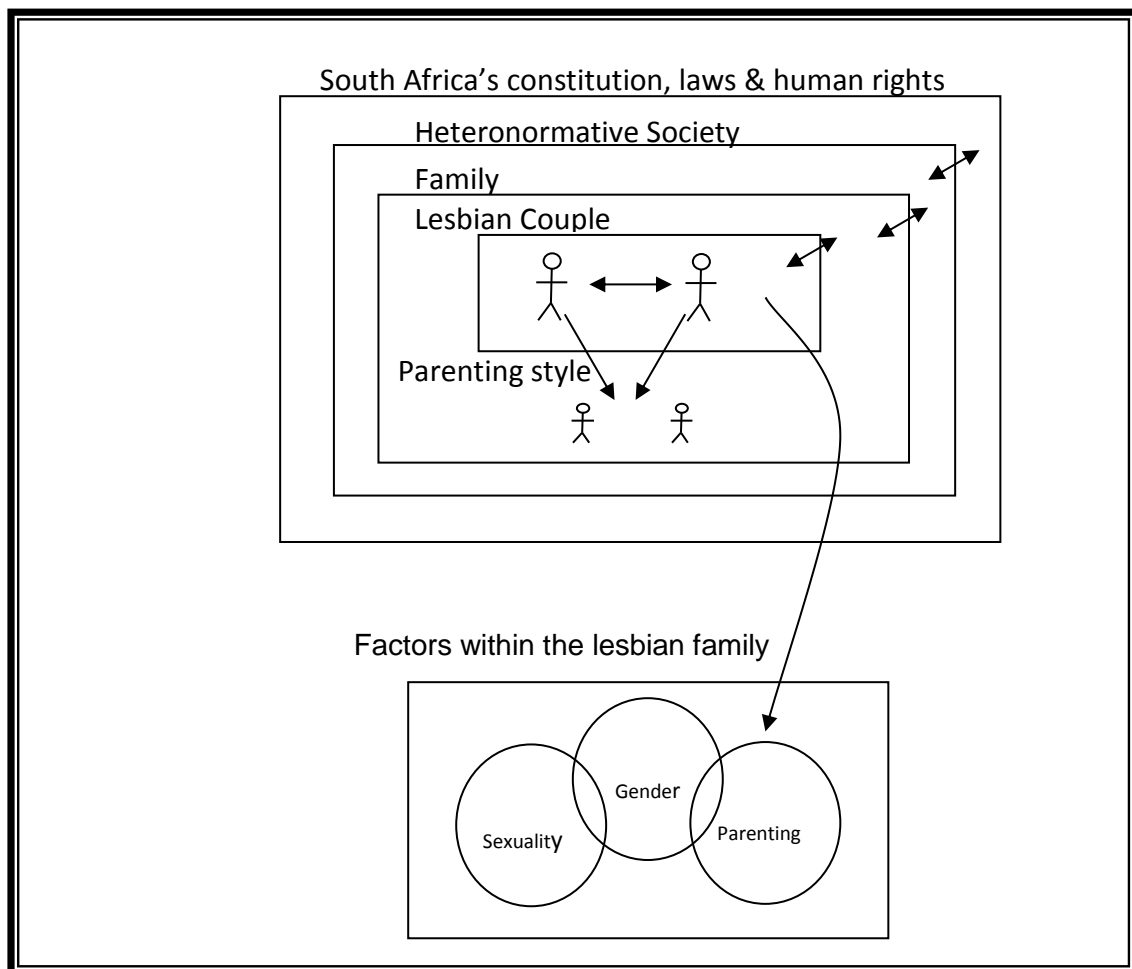 South Africa's constitution, laws & human rights
Heteronormative Society
Family
Lesbian Couple
Parenting style
Factors within the lesbian family
Gender
Sexuality
Parenting